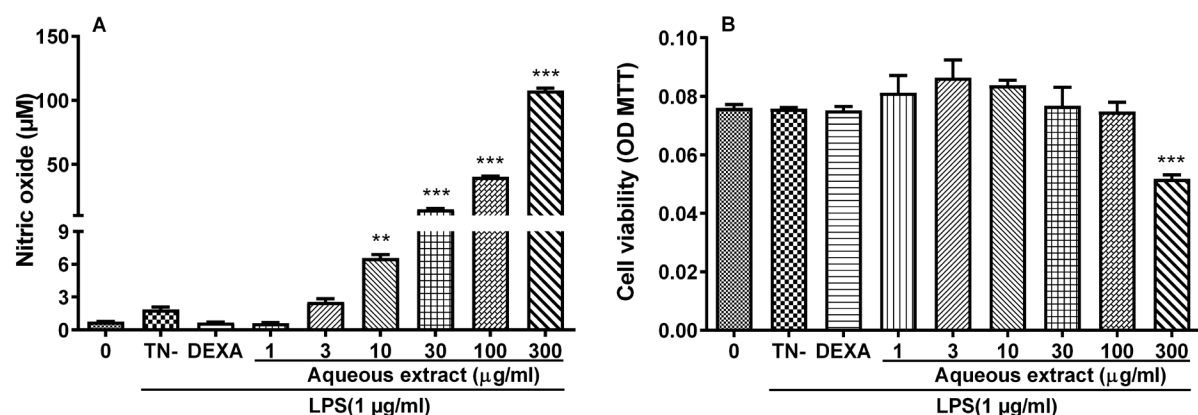 A
Nitric oxide (µM)
150
100
50
9
6
3
0
**
***
***
***
0 TN- DEXA 1 3 10 30 100 300
Aqueous extract (µg/ml)
LPS(1 µg/ml)
B
Cell viability (OD MTT)
0.10
0.08
0.06
0.04
0.02
0.00
***
0 TN- DEXA 1 3 10 30 100 300
Aqueous extract (µg/ml)
LPS(1 µg/ml)